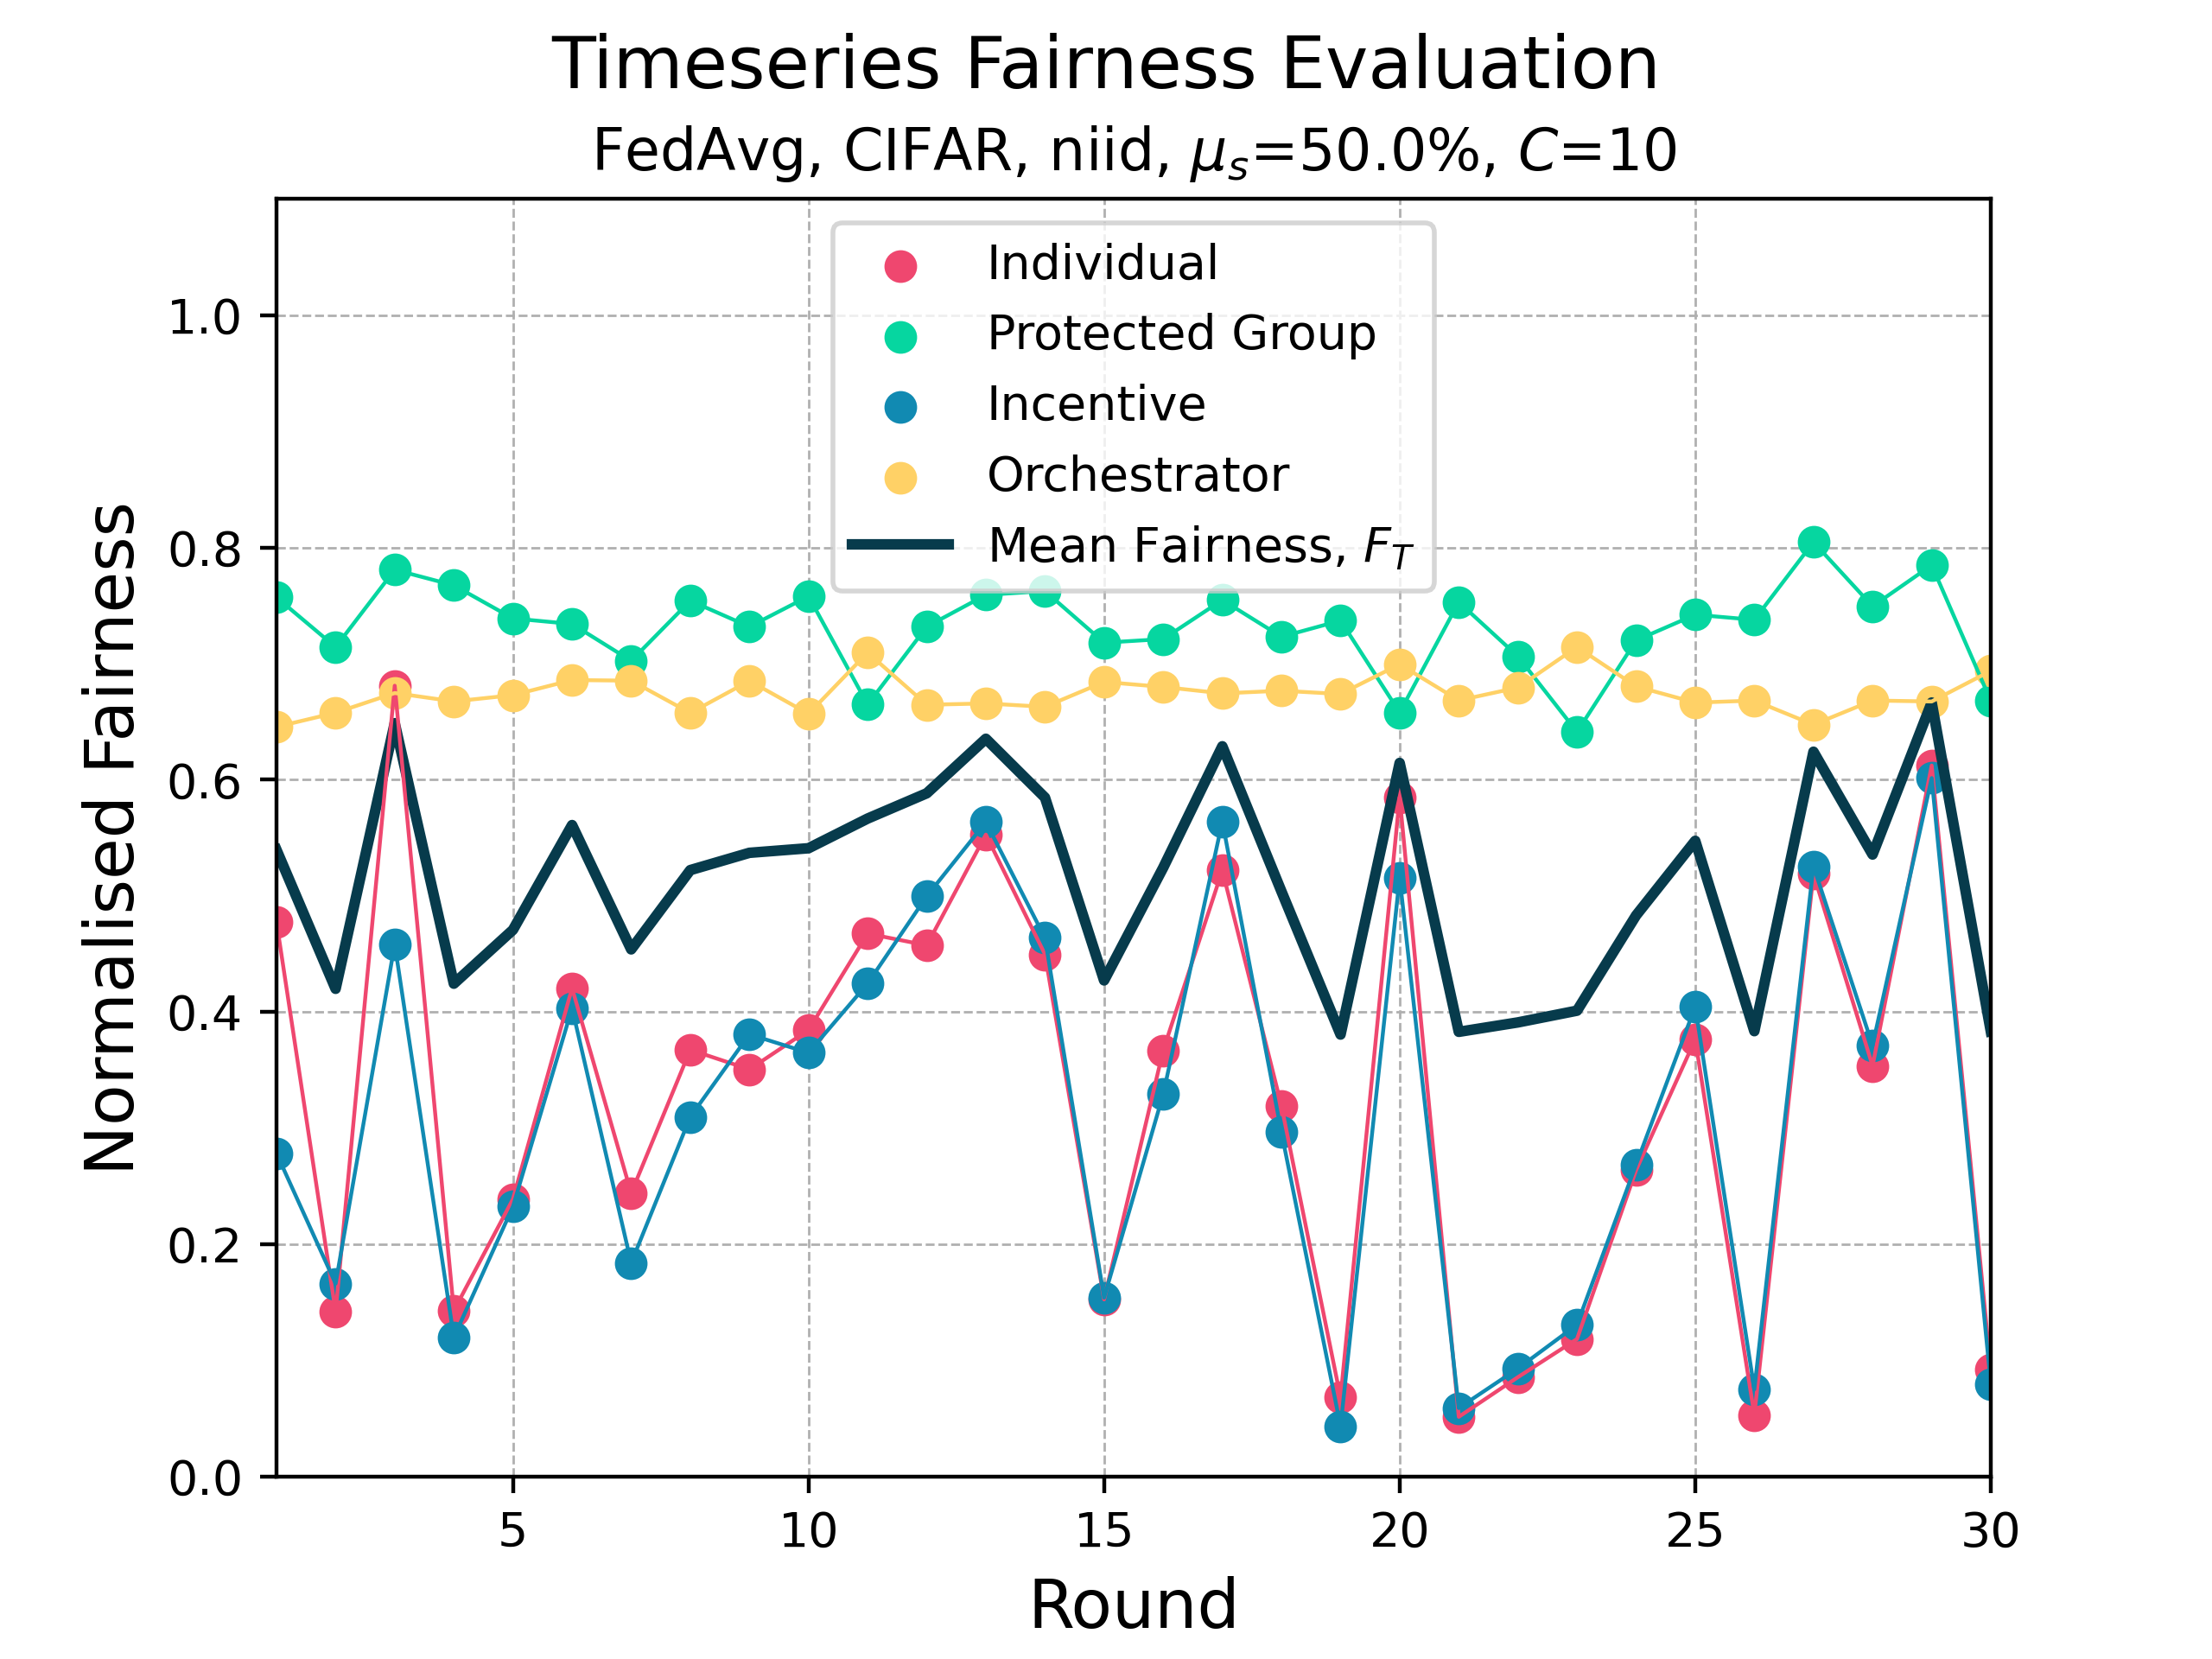 Timeseries Fairness Evaluation
FedAvg, CIFAR, niid, μₛ=50.0%, C=10
Individual
Protected Group
Incentive
Orchestrator
Mean Fairness, F_T
Normalised Fairness
1.0
0.8
0.6
0.4
0.2
0.0
5 10 15 20 25 30
Round